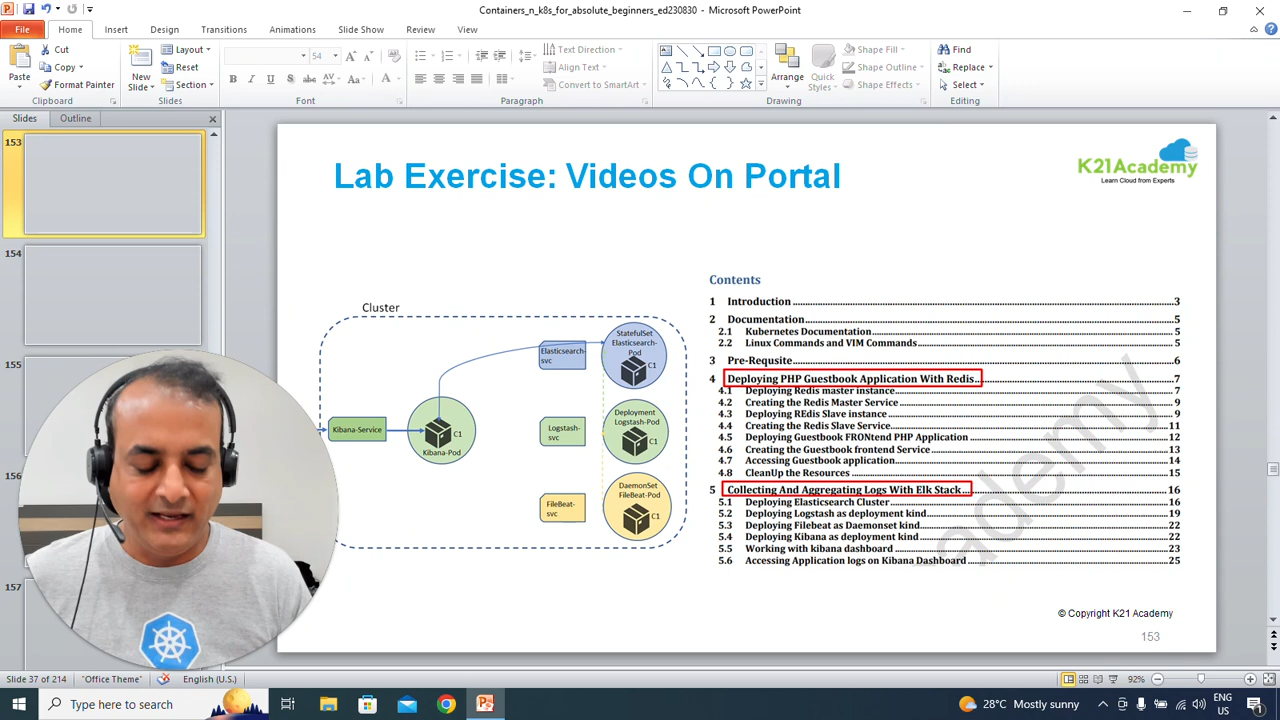 Containers_n_k8s_for_absolute_beginners_ed230830 - Microsoft PowerPoint
File Home Insert Design Transitions Animations Slide Show Review View
Paste
Cut
Copy
Format Painter
Clipboard
New Slide
Layout
Reset
Section
Slides
54
Font
Text Direction
Align Text
Convert to SmartArt
Paragraph
Arrange
Quick Styles
Shape Fill
Shape Outline
Shape Effects
Drawing
Find
Replace
Select
Editing
Slides Outline
153
154
155
156
157
Lab Exercise: Videos On Portal
K21Academy
Learn Cloud from Experts
Cluster
Kibana-Service
C1
Kibana-Pod
Elasticsearch-svc
StatefulSet
Elasticsearch-Pod
C1
Logstash-svc
Deployment
Logstash-Pod
C1
FileBeat-svc
DaemonSet
FileBeat-Pod
C1
Contents
1 Introduction 3
2 Documentation 5
2.1 Kubernetes Documentation 5
2.2 Linux Commands and VIM Commands 5
3 Pre-Requsite 6
4 Deploying PHP Guestbook Application With Redis 7
4.1 Deploying Redis master instance 7
4.2 Creating the Redis Master Service 9
4.3 Deploying REdis Slave instance 9
4.4 Creating the Redis Slave Service 11
4.5 Deploying Guestbook FRONtend PHP Application 12
4.6 Creating the Guestbook frontend Service 13
4.7 Accessing Guestbook application 14
4.8 CleanUp the Resources 15
5 Collecting And Aggregating Logs With Elk Stack 16
5.1 Deploying Elasticsearch Cluster 16
5.2 Deploying Logstash as deployment kind 19
5.3 Deploying Filebeat as Daemonset kind 22
5.4 Deploying Kibana as deployment kind 22
5.5 Working with kibana dashboard 23
5.6 Accessing Application logs on Kibana Dashboard 25
ademy
© Copyright K21 Academy
153
Slide 37 of 214 "Office Theme" English (U.S.) 92%
Type here to search
28°C Mostly sunny
ENG
US
1